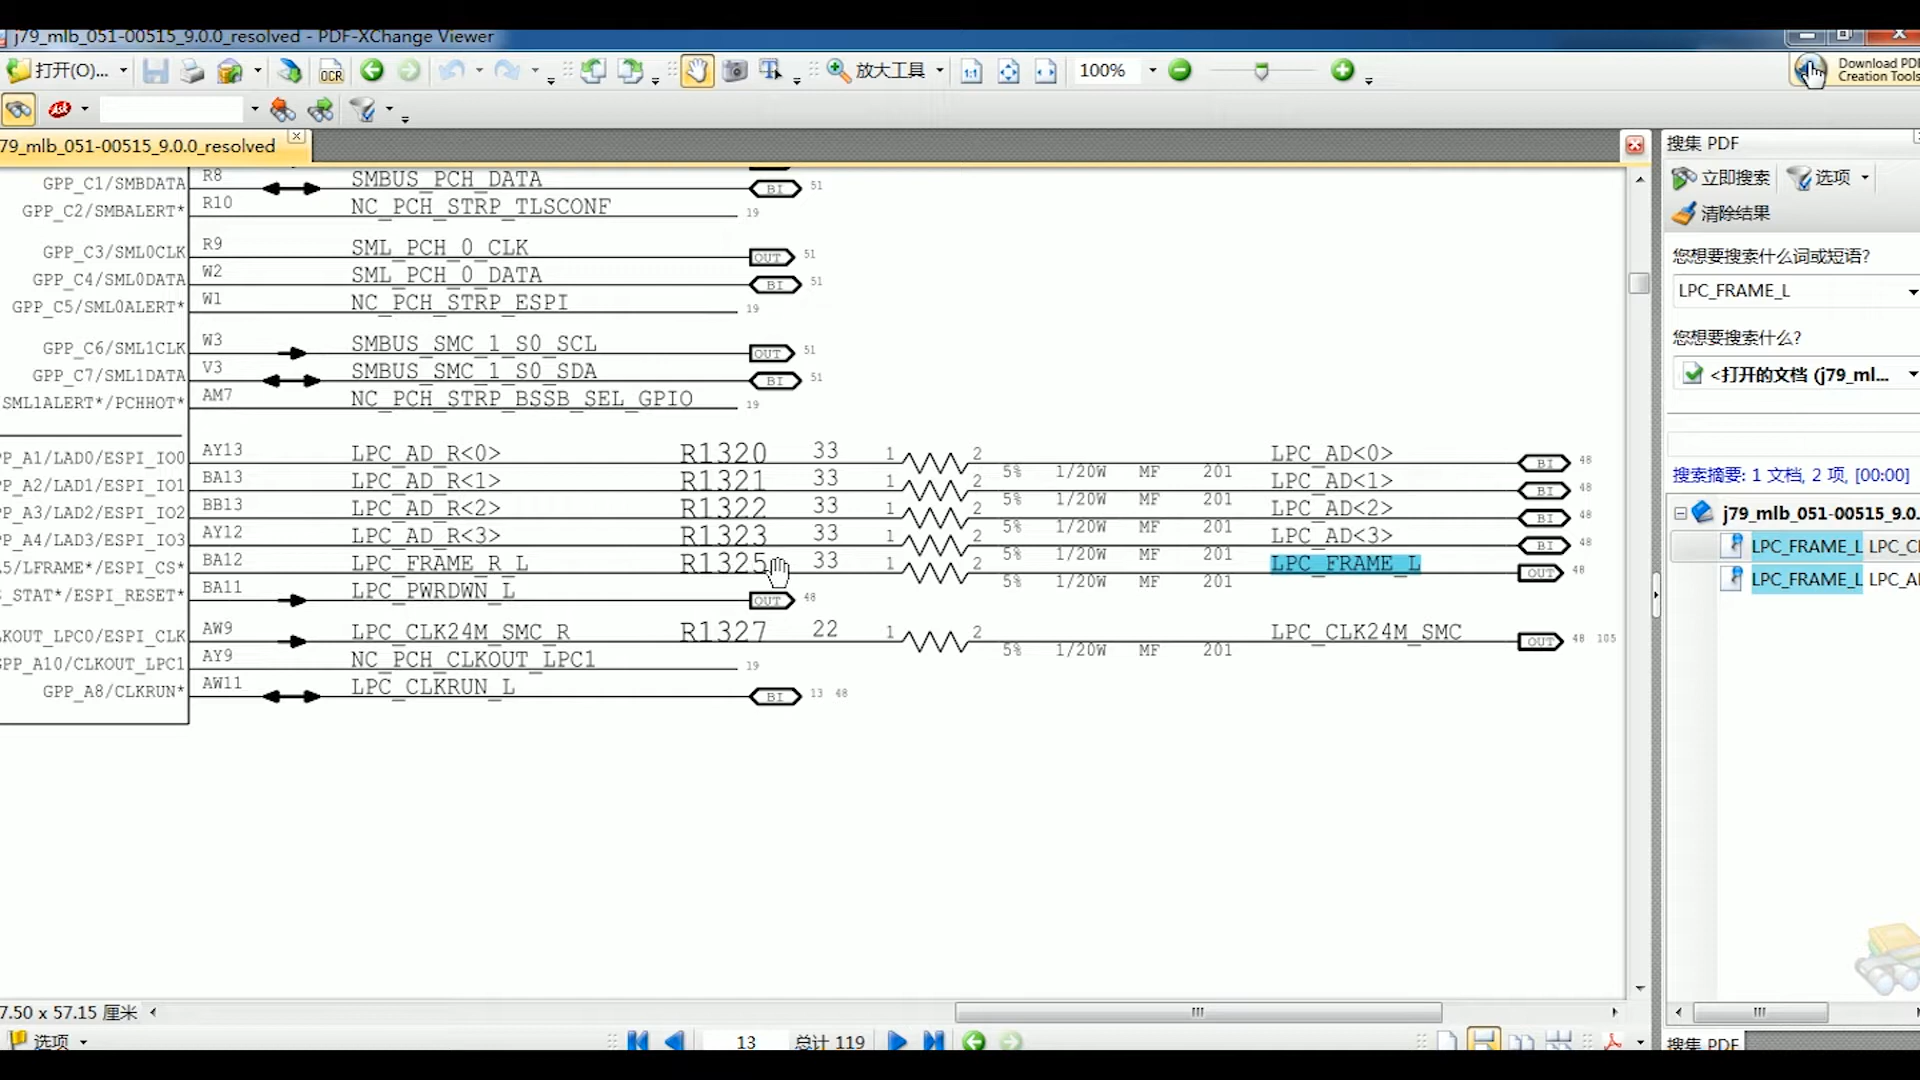 j79_mlb_051-00515_9.0.0_resolved - PDF-XChange Viewer
打开(O)... OCR 放大工具 1:1 100% Download PDF
Creation Tools
79_mlb_051-00515_9.0.0_resolved
GPP_C1/SMBDATA R8 SMBUS_PCH_DATA BI 51
GPP_C2/SMBALERT* R10 NC_PCH_STRP_TLSCONF 19
GPP_C3/SML0CLK R9 SML_PCH_0_CLK OUT 51
GPP_C4/SML0DATA W2 SML_PCH_0_DATA BI 51
GPP_C5/SML0ALERT* W1 NC_PCH_STRP_ESPI 19
GPP_C6/SML1CLK W3 SMBUS_SMC_1_S0_SCL OUT 51
GPP_C7/SML1DATA V3 SMBUS_SMC_1_S0_SDA BI 51
SML1ALERT*/PCHHOT* AM7 NC_PCH_STRP_BSSB_SEL_GPIO 19
PP_A1/LAD0/ESPI_IO0 AY13 LPC_AD_R<0> R1320 33 1 2 5% 1/20W MF 201 LPC_AD<0> BI 48
PP_A2/LAD1/ESPI_IO1 BA13 LPC_AD_R<1> R1321 33 1 2 5% 1/20W MF 201 LPC_AD<1> BI 48
PP_A3/LAD2/ESPI_IO2 BB13 LPC_AD_R<2> R1322 33 1 2 5% 1/20W MF 201 LPC_AD<2> BI 48
PP_A4/LAD3/ESPI_IO3 AY12 LPC_AD_R<3> R1323 33 1 2 5% 1/20W MF 201 LPC_AD<3> BI 48
5/LFRAME*/ESPI_CS* BA12 LPC_FRAME_R_L R1325 33 1 2 5% 1/20W MF 201 LPC_FRAME_L OUT 48
_STAT*/ESPI_RESET* BA11 LPC_PWRDWN_L OUT 48
LKOUT_LPC0/ESPI_CLK AW9 LPC_CLK24M_SMC_R R1327 22 1 2 5% 1/20W MF 201 LPC_CLK24M_SMC OUT 48 105
PP_A10/CLKOUT_LPC1 AY9 NC_PCH_CLKOUT_LPC1 19
GPP_A8/CLKRUN* AW11 LPC_CLKRUN_L BI 13 48
搜集 PDF
立即搜索 选项
清除结果
您想要搜索什么词或短语?
LPC_FRAME_L
您想要搜索什么?
<打开的文档 (j79_ml...
搜索摘要: 1 文档, 2 项, [00:00]
j79_mlb_051-00515_9.0.
LPC_FRAME_L LPC_C
LPC_FRAME_L LPC_A
7.50 x 57.15 厘米
选项 13 总计 119
搜集 PDF